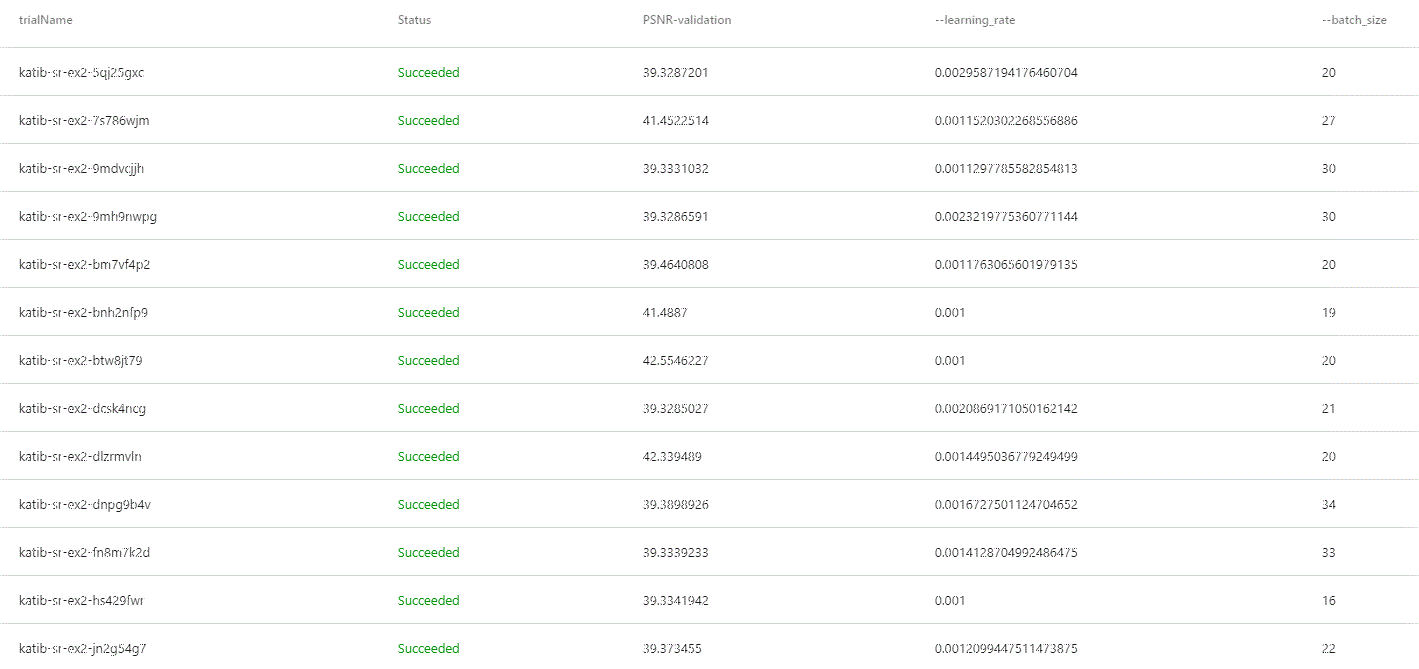 trialName Status PSNR-validation --learning_rate --batch_size
katib-sr-ex2-5qj25gxc Succeeded 39.3287201 0.0029587194176460704 20
katib-sr-ex2-7s786wjm Succeeded 41.4522514 0.0011520302268556886 27
katib-sr-ex2-9mdvcjjh Succeeded 39.3331032 0.0011297785582854813 30
katib-sr-ex2-9mh9nwpg Succeeded 39.3286591 0.0023219775360771144 30
katib-sr-ex2-bm7vf4p2 Succeeded 39.4640808 0.0011763065601979135 20
katib-sr-ex2-bnh2nfp9 Succeeded 41.4887 0.001 19
katib-sr-ex2-btw8jt79 Succeeded 42.5546227 0.001 20
katib-sr-ex2-dcsk4ncg Succeeded 39.3285027 0.0020869171050162142 21
katib-sr-ex2-dlzrmvln Succeeded 42.339489 0.0014495036779249499 20
katib-sr-ex2-dnpg9b4v Succeeded 39.3898926 0.0016727501124704652 34
katib-sr-ex2-fn8m7k2d Succeeded 39.3339233 0.0014128704992486475 33
katib-sr-ex2-hs429fwr Succeeded 39.3341942 0.001 16
katib-sr-ex2-jn2g54g7 Succeeded 39.373455 0.0012099447511473875 22